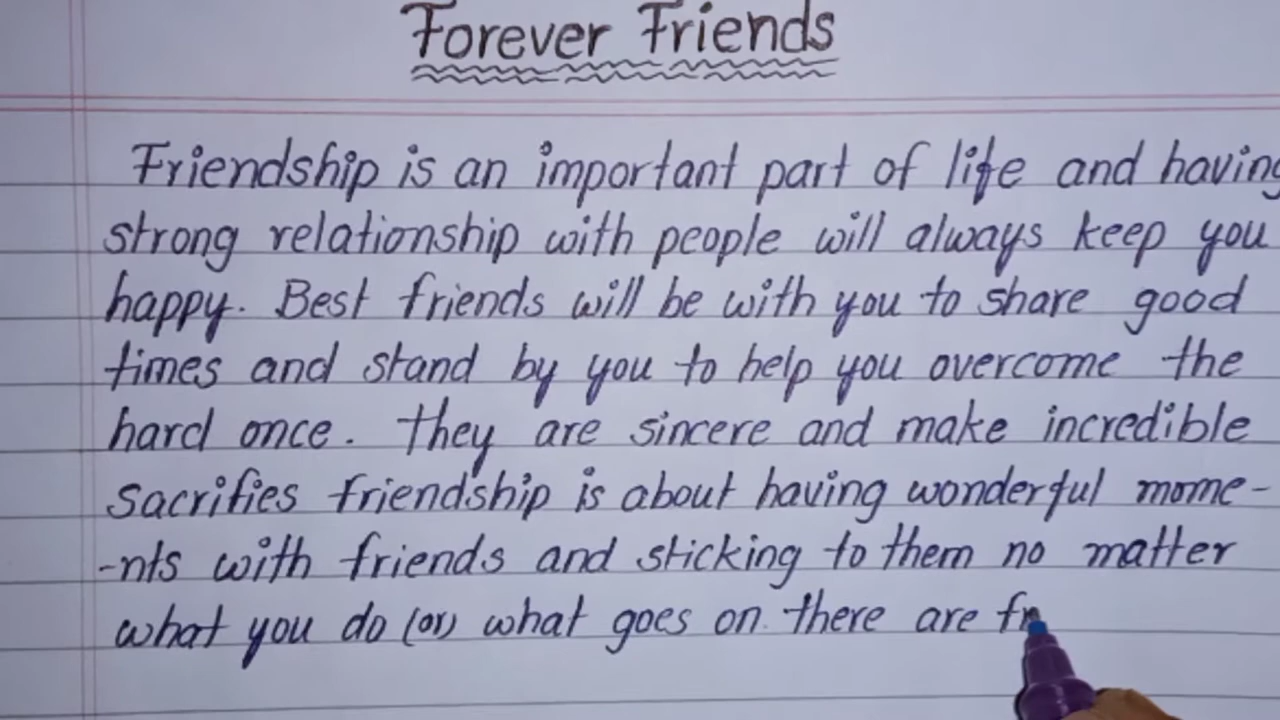 Forever Friends
Friendship is an important part of life and having
strong relationship with people will always keep you
happy. Best friends will be with you to share good
times and stand by you to help you overcome the
hard once. They are sincere and make incredible
sacrifies friendship is about having wonderful mome-
-nts with friends and sticking to them no matter
what you do (or) what goes on. there are fr